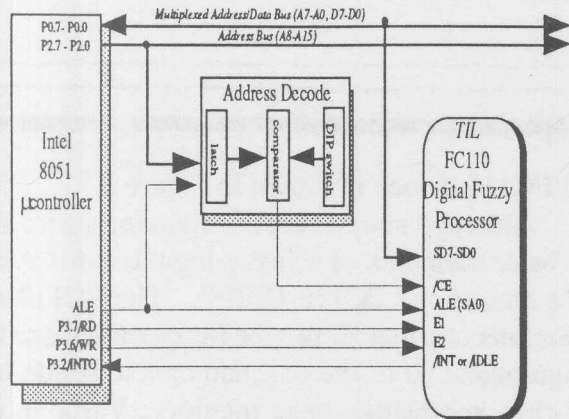 P0.7 - P0.0
Multiplexed Address/Data Bus (A7-A0, D7-D0)
P2.7 - P2.0
Address Bus (A8-A15)
Address Decode
latch
comparator
DIP switch
Intel
8051
µcontroller
TIL
FC110
Digital Fuzzy
Processor
SD7-SD0
/CE
ALE
ALE (SA0)
P3.7/RD
E1
P3.6/WR
E2
P3.2/INTO
/INT or /ADLE